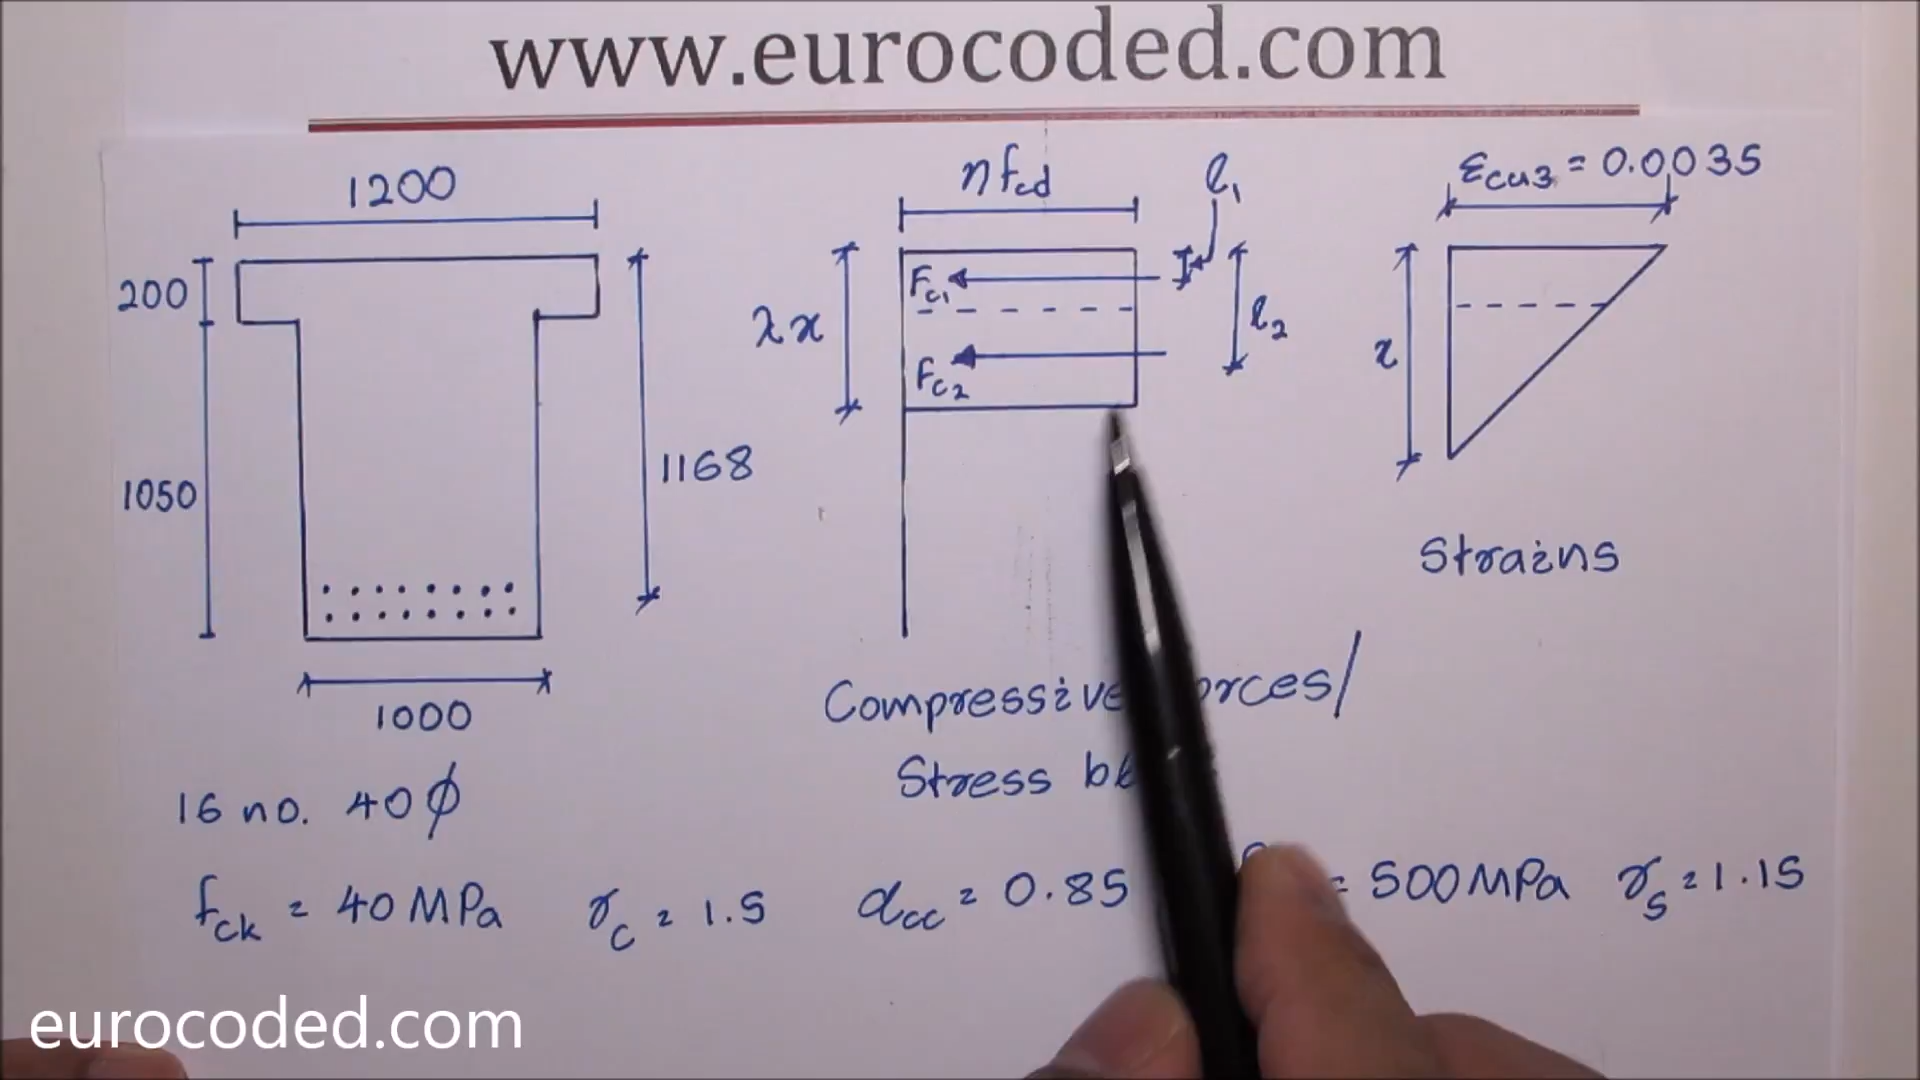 www.eurocoded.com
1200
200
1050
1168
1000
16 no. 40 ϕ
ηfcd
l1
λx
Fc1
Fc2
l2
εcu3 = 0.0035
x
Strains
Compressive
Stress
fck = 40 MPa γc = 1.5 αcc = 0.85 = 500 MPa γs = 1.15
eurocoded.com